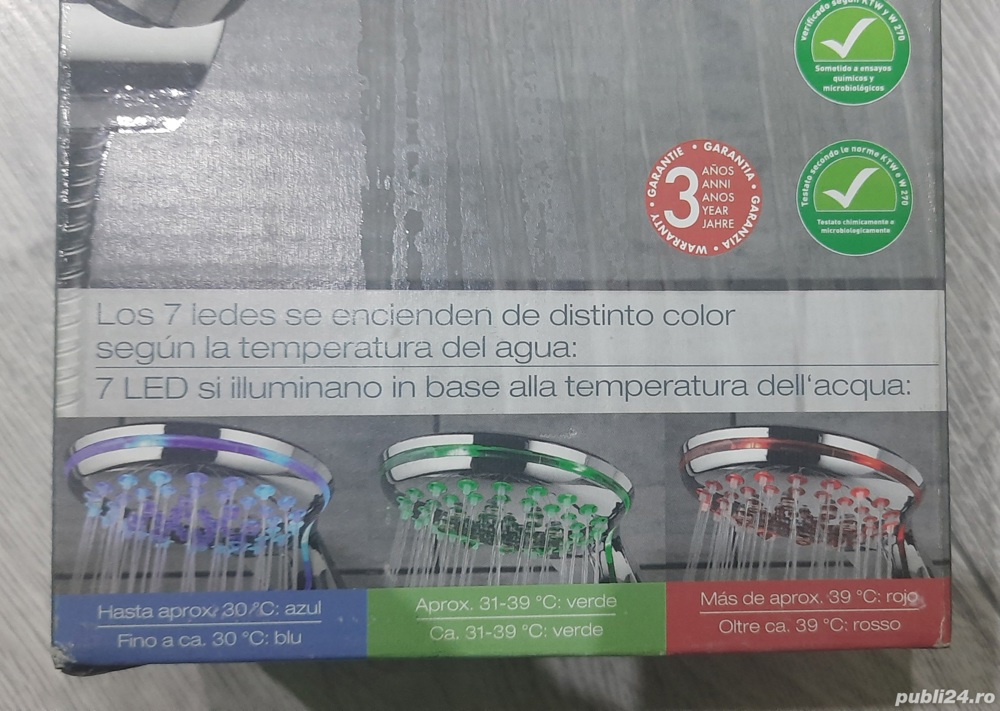 verificado según KTW y W 270
Sometido a ensayos
químicos y
microbiológicos
GARANTIE • GARANTIA • GARANZIA • WARRANTY •
3
AÑOS
ANNI
ANOS
YEAR
JAHRE
Testato secondo le norme KTW e W 270
Testato chimicamente e
microbiologicamente
Los 7 ledes se encienden de distinto color
según la temperatura del agua:
7 LED si illuminano in base alla temperatura dell'acqua:
Hasta aprox. 30 °C: azul
Fino a ca. 30 °C: blu
Aprox. 31-39 °C: verde
Ca. 31-39 °C: verde
Más de aprox. 39 °C: rojo
Oltre ca. 39 °C: rosso
publi24.ro